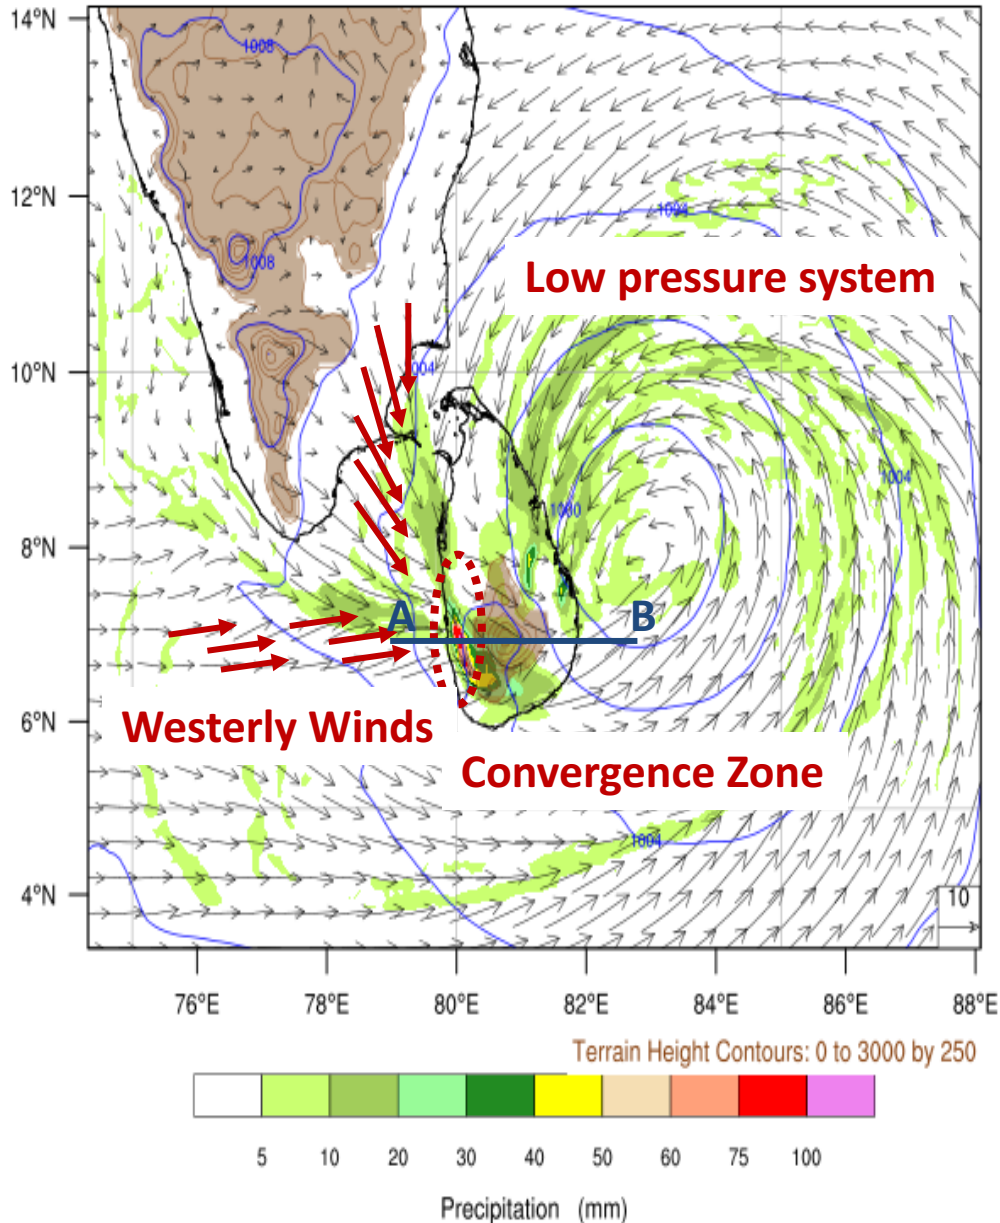 14°N
12°N
10°N
8°N
6°N
4°N
1008
1008
1004
Low pressure system
1004
1004
1000
A
B
Westerly Winds
Convergence Zone
1004
10
76°E 78°E 80°E 82°E 84°E 86°E 88°E
Terrain Height Contours: 0 to 3000 by 250
5 10 20 30 40 50 60 75 100
Precipitation (mm)